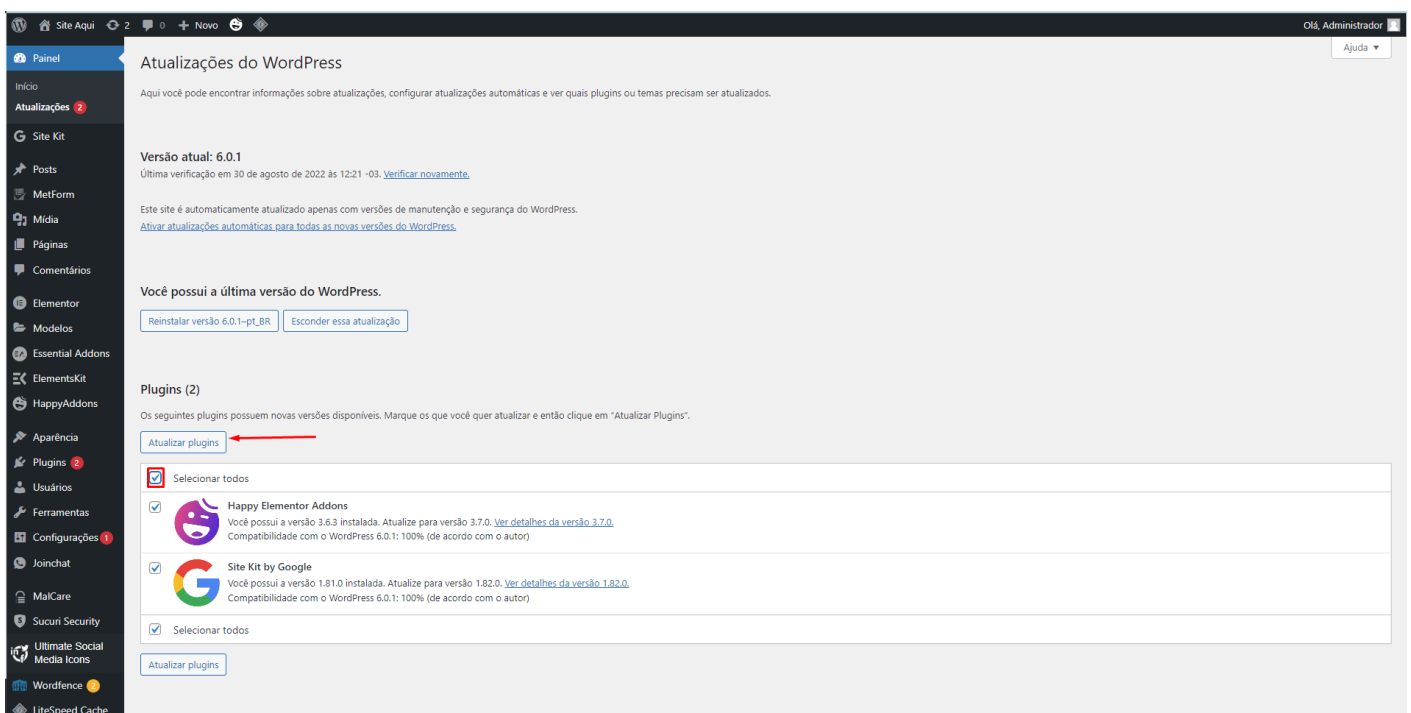 Site Aqui 2 0 + Novo
Olá, Administrador
Ajuda ▼
Painel
Início
Atualizações 2
Site Kit
Posts
MetForm
Mídia
Páginas
Comentários
Elementor
Modelos
Essential Addons
ElementsKit
HappyAddons
Aparência
Plugins 2
Usuários
Ferramentas
Configurações 1
Joinchat
MalCare
Sucuri Security
Ultimate Social
Media Icons
Wordfence 2
LiteSpeed Cache
Atualizações do WordPress
Aqui você pode encontrar informações sobre atualizações, configurar atualizações automáticas e ver quais plugins ou temas precisam ser atualizados.
Versão atual: 6.0.1
Última verificação em 30 de agosto de 2022 às 12:21 -03. Verificar novamente.
Este site é automaticamente atualizado apenas com versões de manutenção e segurança do WordPress.
Ativar atualizações automáticas para todas as novas versões do WordPress.
Você possui a última versão do WordPress.
Reinstalar versão 6.0.1–pt_BR Esconder essa atualização
Plugins (2)
Os seguintes plugins possuem novas versões disponíveis. Marque os que você quer atualizar e então clique em “Atualizar Plugins”.
Atualizar plugins
Selecionar todos
Happy Elementor Addons
Você possui a versão 3.6.3 instalada. Atualize para versão 3.7.0. Ver detalhes da versão 3.7.0.
Compatibilidade com o WordPress 6.0.1: 100% (de acordo com o autor)
Site Kit by Google
Você possui a versão 1.81.0 instalada. Atualize para versão 1.82.0. Ver detalhes da versão 1.82.0.
Compatibilidade com o WordPress 6.0.1: 100% (de acordo com o autor)
Selecionar todos
Atualizar plugins